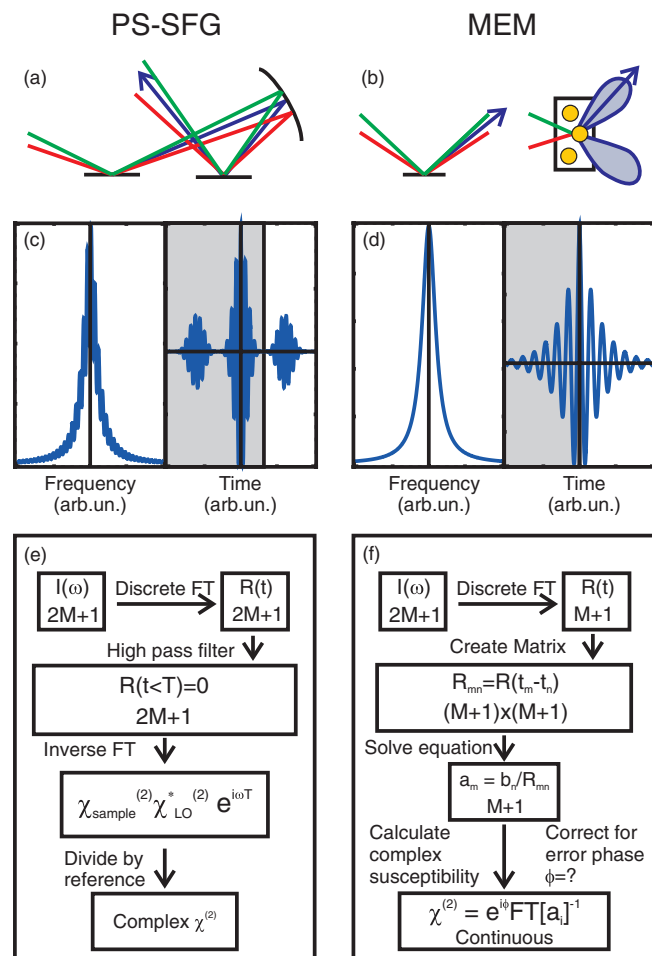 PS-SFG
MEM
(a)
(b)
(c)
(d)
Frequency
(arb.un.)
Time
(arb.un.)
Frequency
(arb.un.)
Time
(arb.un.)
(e)
I(ω)
2M+1
Discrete FT
R(t)
2M+1
High pass filter
R(t<T)=0
2M+1
Inverse FT
χsample(2)χ*LO(2) eiωT
Divide by
reference
Complex χ(2)
(f)
I(ω)
2M+1
Discrete FT
R(t)
M+1
Create Matrix
Rmn=R(tm-tn)
(M+1)x(M+1)
Solve equation
am = bn/Rmn
M+1
Calculate
complex
susceptibility
Correct for
error phase
ϕ=?
χ(2) = eiϕFT[ai]-1
Continuous